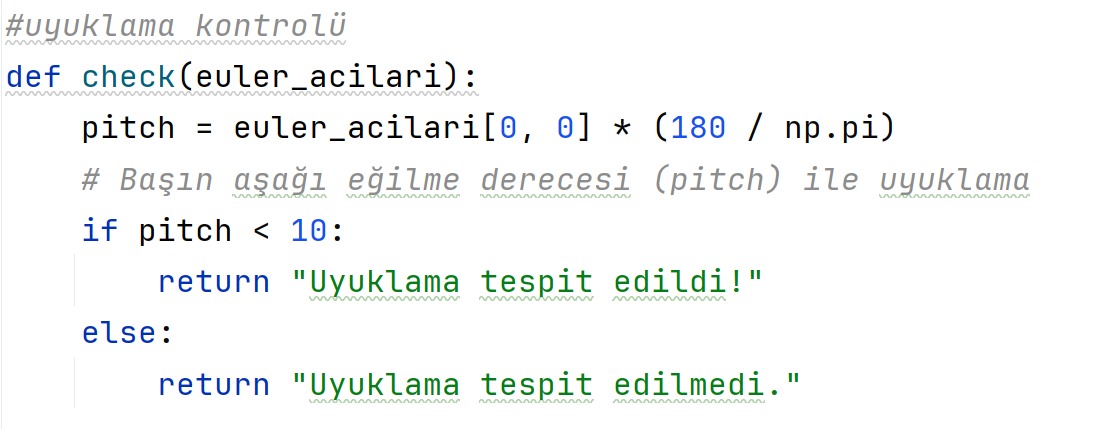 #uyuklama kontrolü
def check(euler_acilari):
    pitch = euler_acilari[0, 0] * (180 / np.pi)
    # Başın aşağı eğilme derecesi (pitch) ile uyuklama
    if pitch < 10:
        return "Uyuklama tespit edildi!"
    else:
        return "Uyuklama tespit edilmedi."